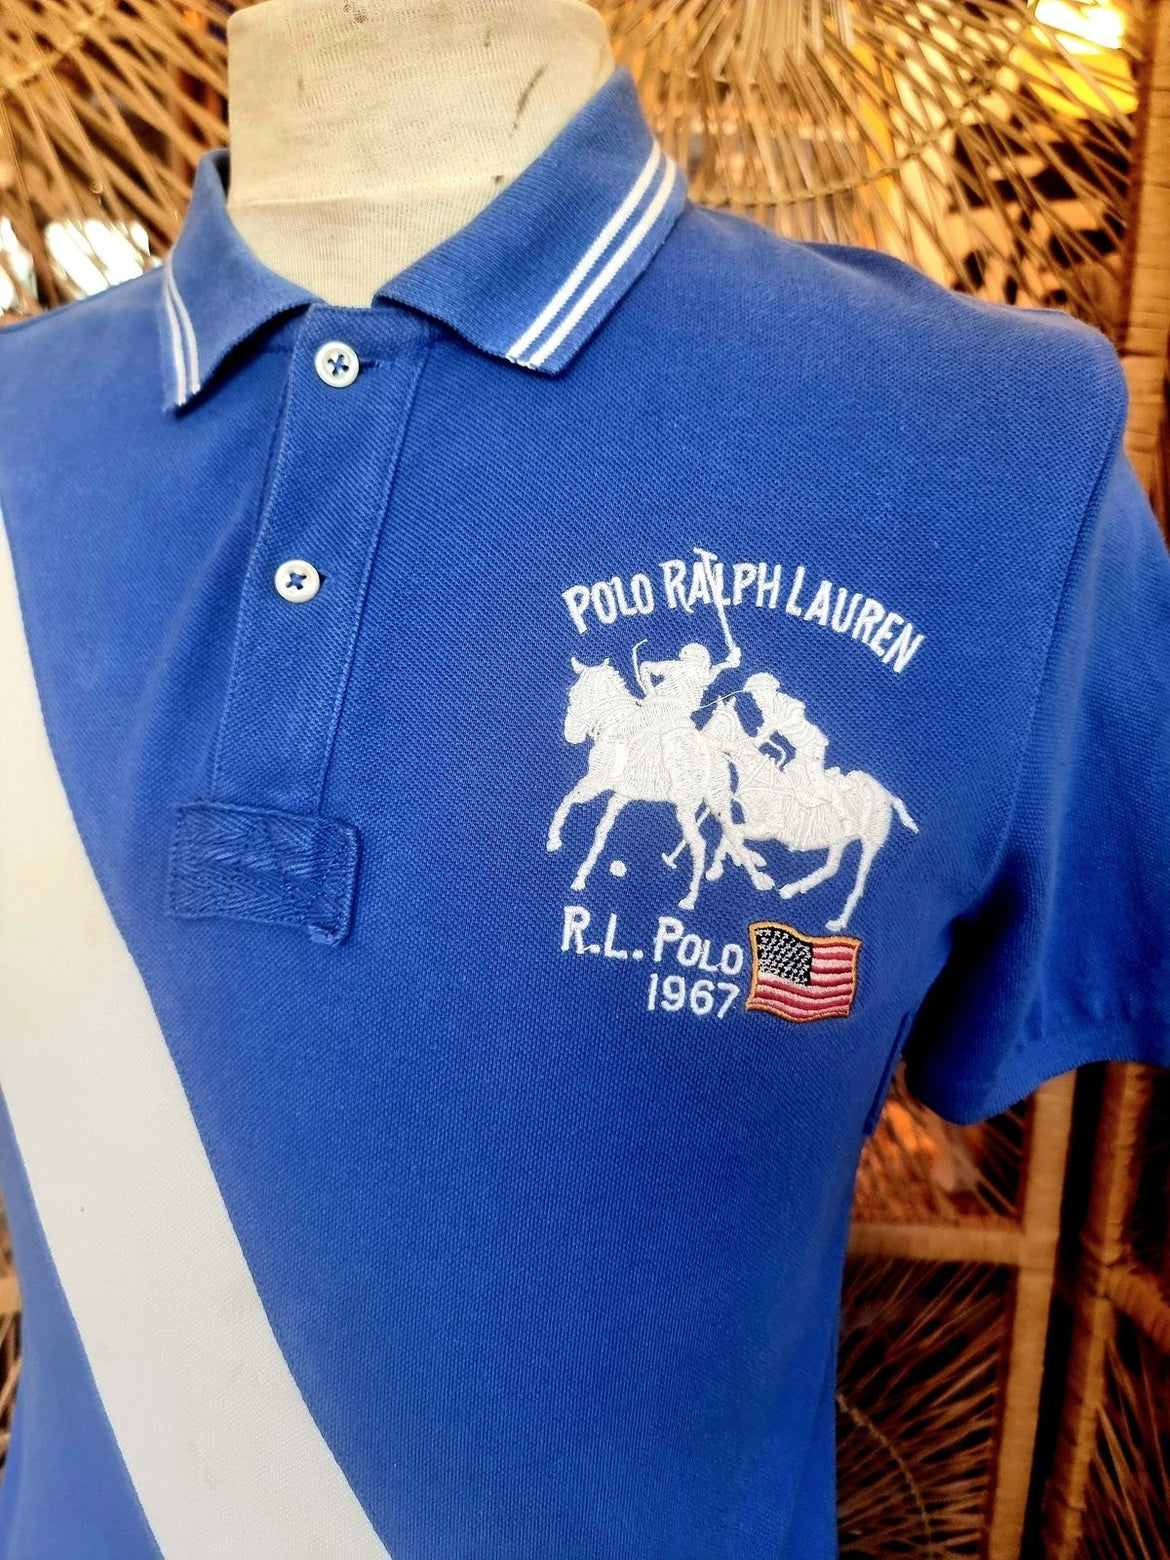 POLO RALPH LAUREN
R.L. POLO
1967